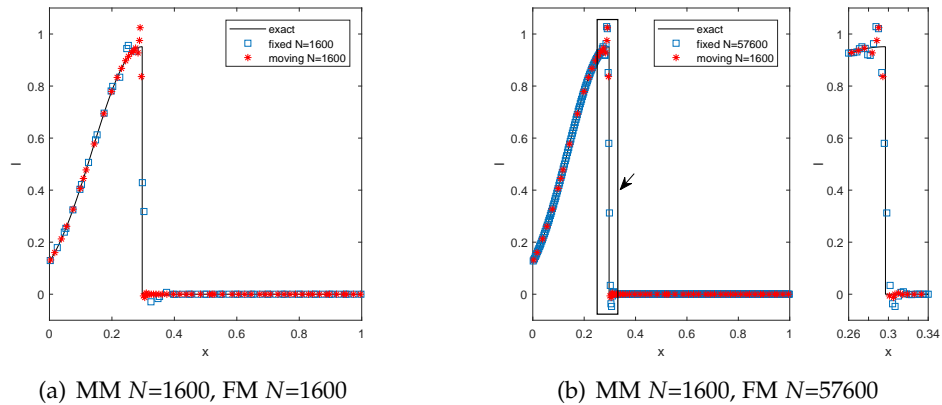 exact
fixed N=1600
moving N=1600
1
0.8
0.6
0.4
0.2
0
I
0 0.2 0.4 0.6 0.8 1
x
exact
fixed N=57600
moving N=1600
1
0.8
0.6
0.4
0.2
0
I
0 0.2 0.4 0.6 0.8 1
x
1
0.8
0.6
0.4
0.2
0
I
0.26 0.3 0.34
x
(a) MM N=1600, FM N=1600
(b) MM N=1600, FM N=57600